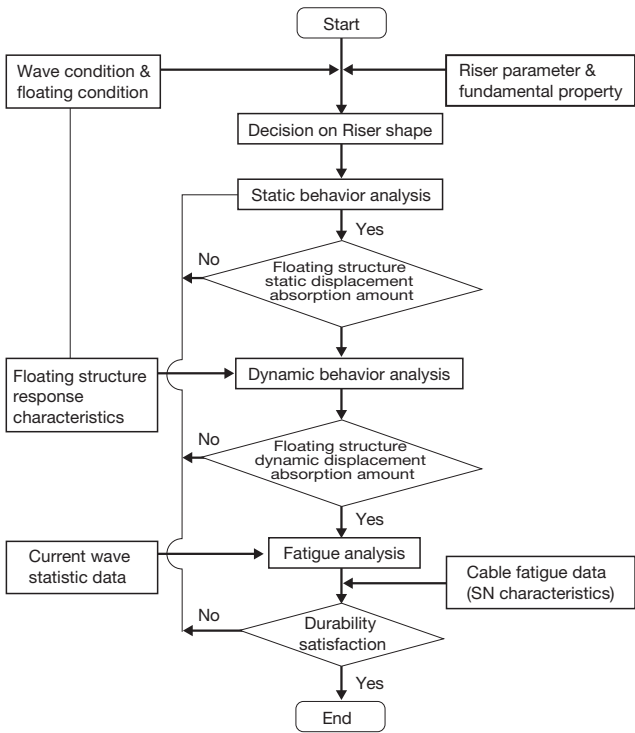 Start
Wave condition &
floating condition
Riser parameter &
fundamental property
Decision on Riser shape
Static behavior analysis
Yes
No
Floating structure
static displacement
absorption amount
Floating structure
response
characteristics
Dynamic behavior analysis
No
Floating structure
dynamic displacement
absorption amount
Yes
Current wave
statistic data
Fatigue analysis
Cable fatigue data
(SN characteristics)
No
Durability
satisfaction
Yes
End